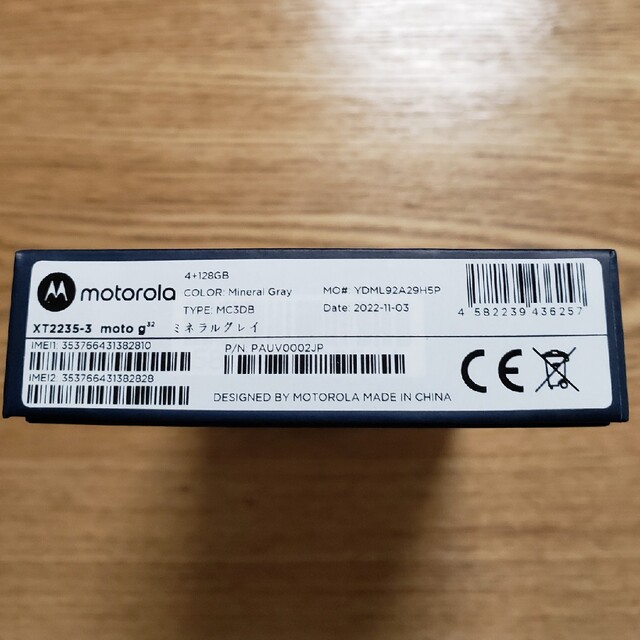 motorola
4+128GB
COLOR: Mineral Gray
TYPE: MC3DB
MO#: YDML92A29H5P
Date: 2022-11-03
4 582239 436257
XT2235-3 moto g32 ミネラルグレイ
IMEI1: 353766431382810
IMEI2 353766431382828
P/N PAUV0002JP
DESIGNED BY MOTOROLA MADE IN CHINA
CE